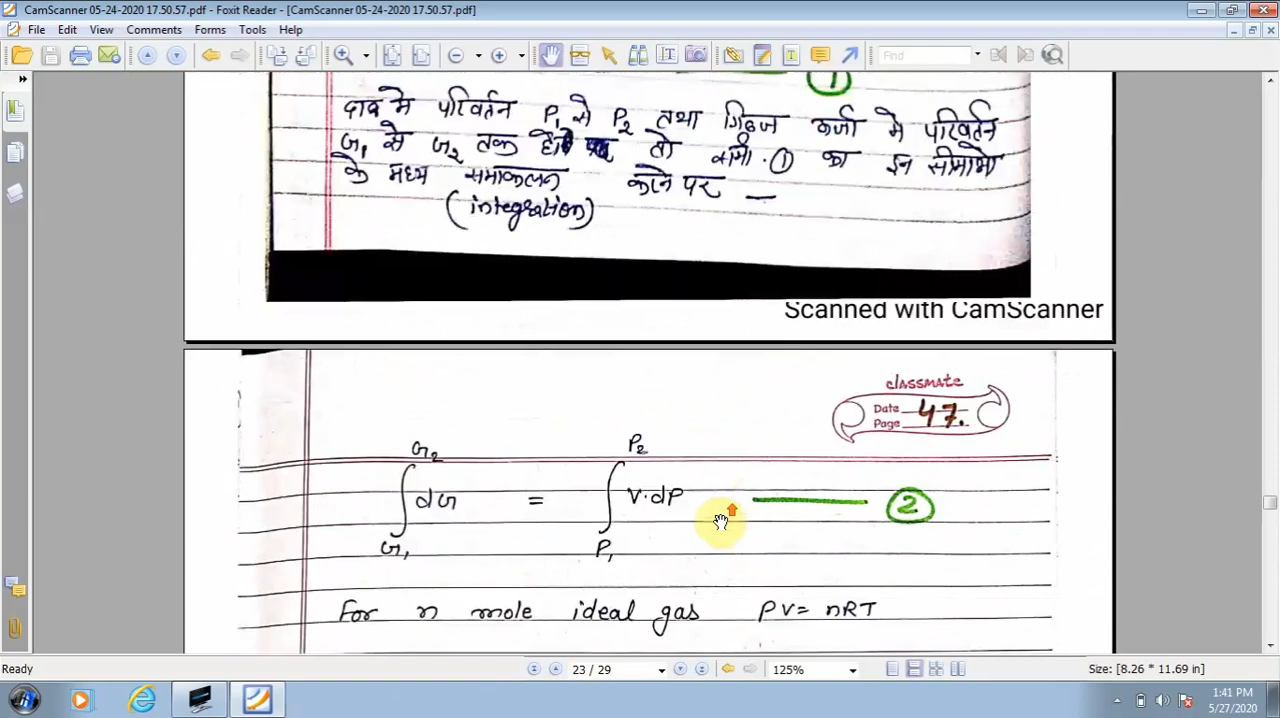 CamScanner 05-24-2020 17.50.57.pdf - Foxit Reader - [CamScanner 05-24-2020 17.50.57.pdf]
File Edit View Comments Forms Tools Help
Find
1
दाब मे परिवर्तन P₁ से P₂ तथा गिब्ज ऊर्जा मे परिवर्तन
G₁ से G₂ तक हो तो समी. ① का इन सीमाओ
के मध्य समाकलन करने पर —
(integration)
Scanned with CamScanner
classmate
Date
Page 47.
∫ dG = ∫ V·dP ②
G₂ P₂
G₁ P₁
For n mole ideal gas PV = nRT
Ready 23 / 29 125% Size: [8.26 * 11.69 in]
1:41 PM
5/27/2020